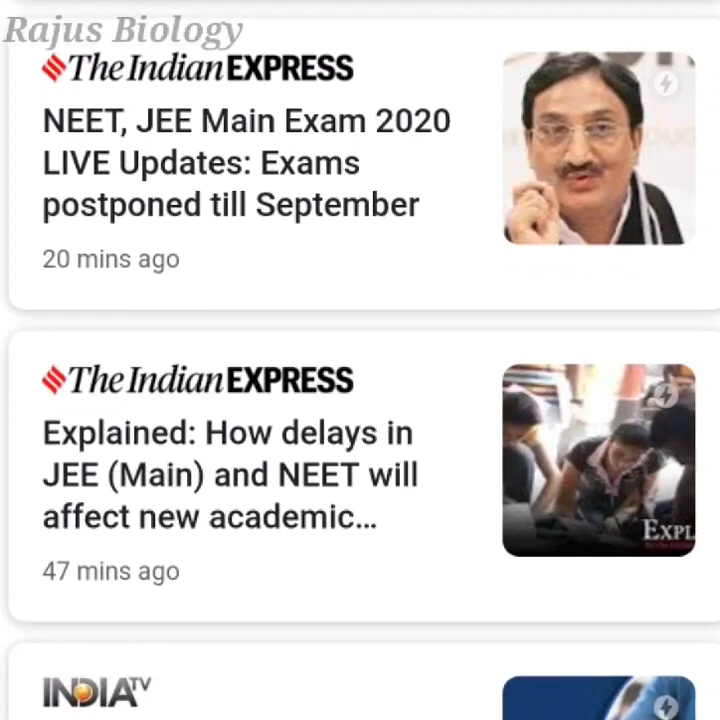 Rajus Biology
The Indian EXPRESS
NEET, JEE Main Exam 2020
LIVE Updates: Exams
postponed till September
20 mins ago
The Indian EXPRESS
Explained: How delays in
JEE (Main) and NEET will
affect new academic...
EXPL
47 mins ago
INDIA TV